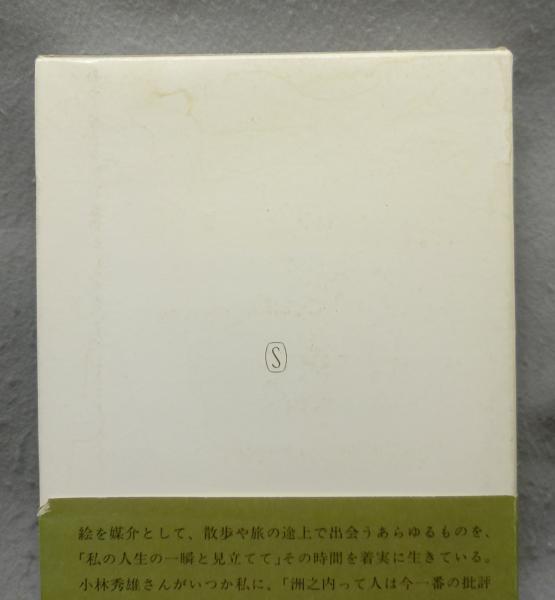 S
絵を媒介として、散歩や旅の途上で出会うあらゆるものを、
「私の人生の一瞬と見立てて」その時間を着実に生きている。
小林秀雄さんがいつか私に、「洲之内って人は今一番の批評